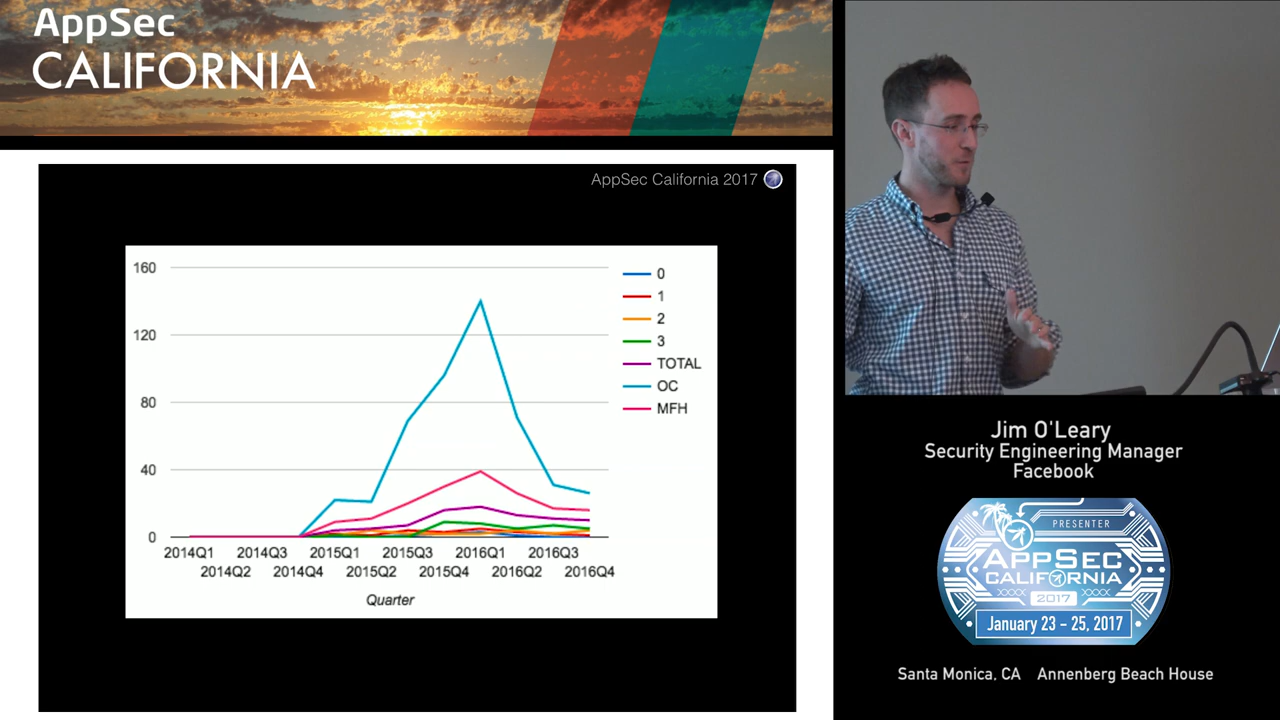 AppSec
CALIFORNIA
AppSec California 2017
160
120
80
40
0
2014Q1 2014Q3 2015Q1 2015Q3 2016Q1 2016Q3
2014Q2 2014Q4 2015Q2 2015Q4 2016Q2 2016Q4
Quarter
0
1
2
3
TOTAL
OC
MFH
Jim O'Leary
Security Engineering Manager
Facebook
PRESENTER
APPSEC
CALIFORNIA
XXXX 2017 XXXX
January 23 - 25, 2017
Santa Monica, CA Annenberg Beach House